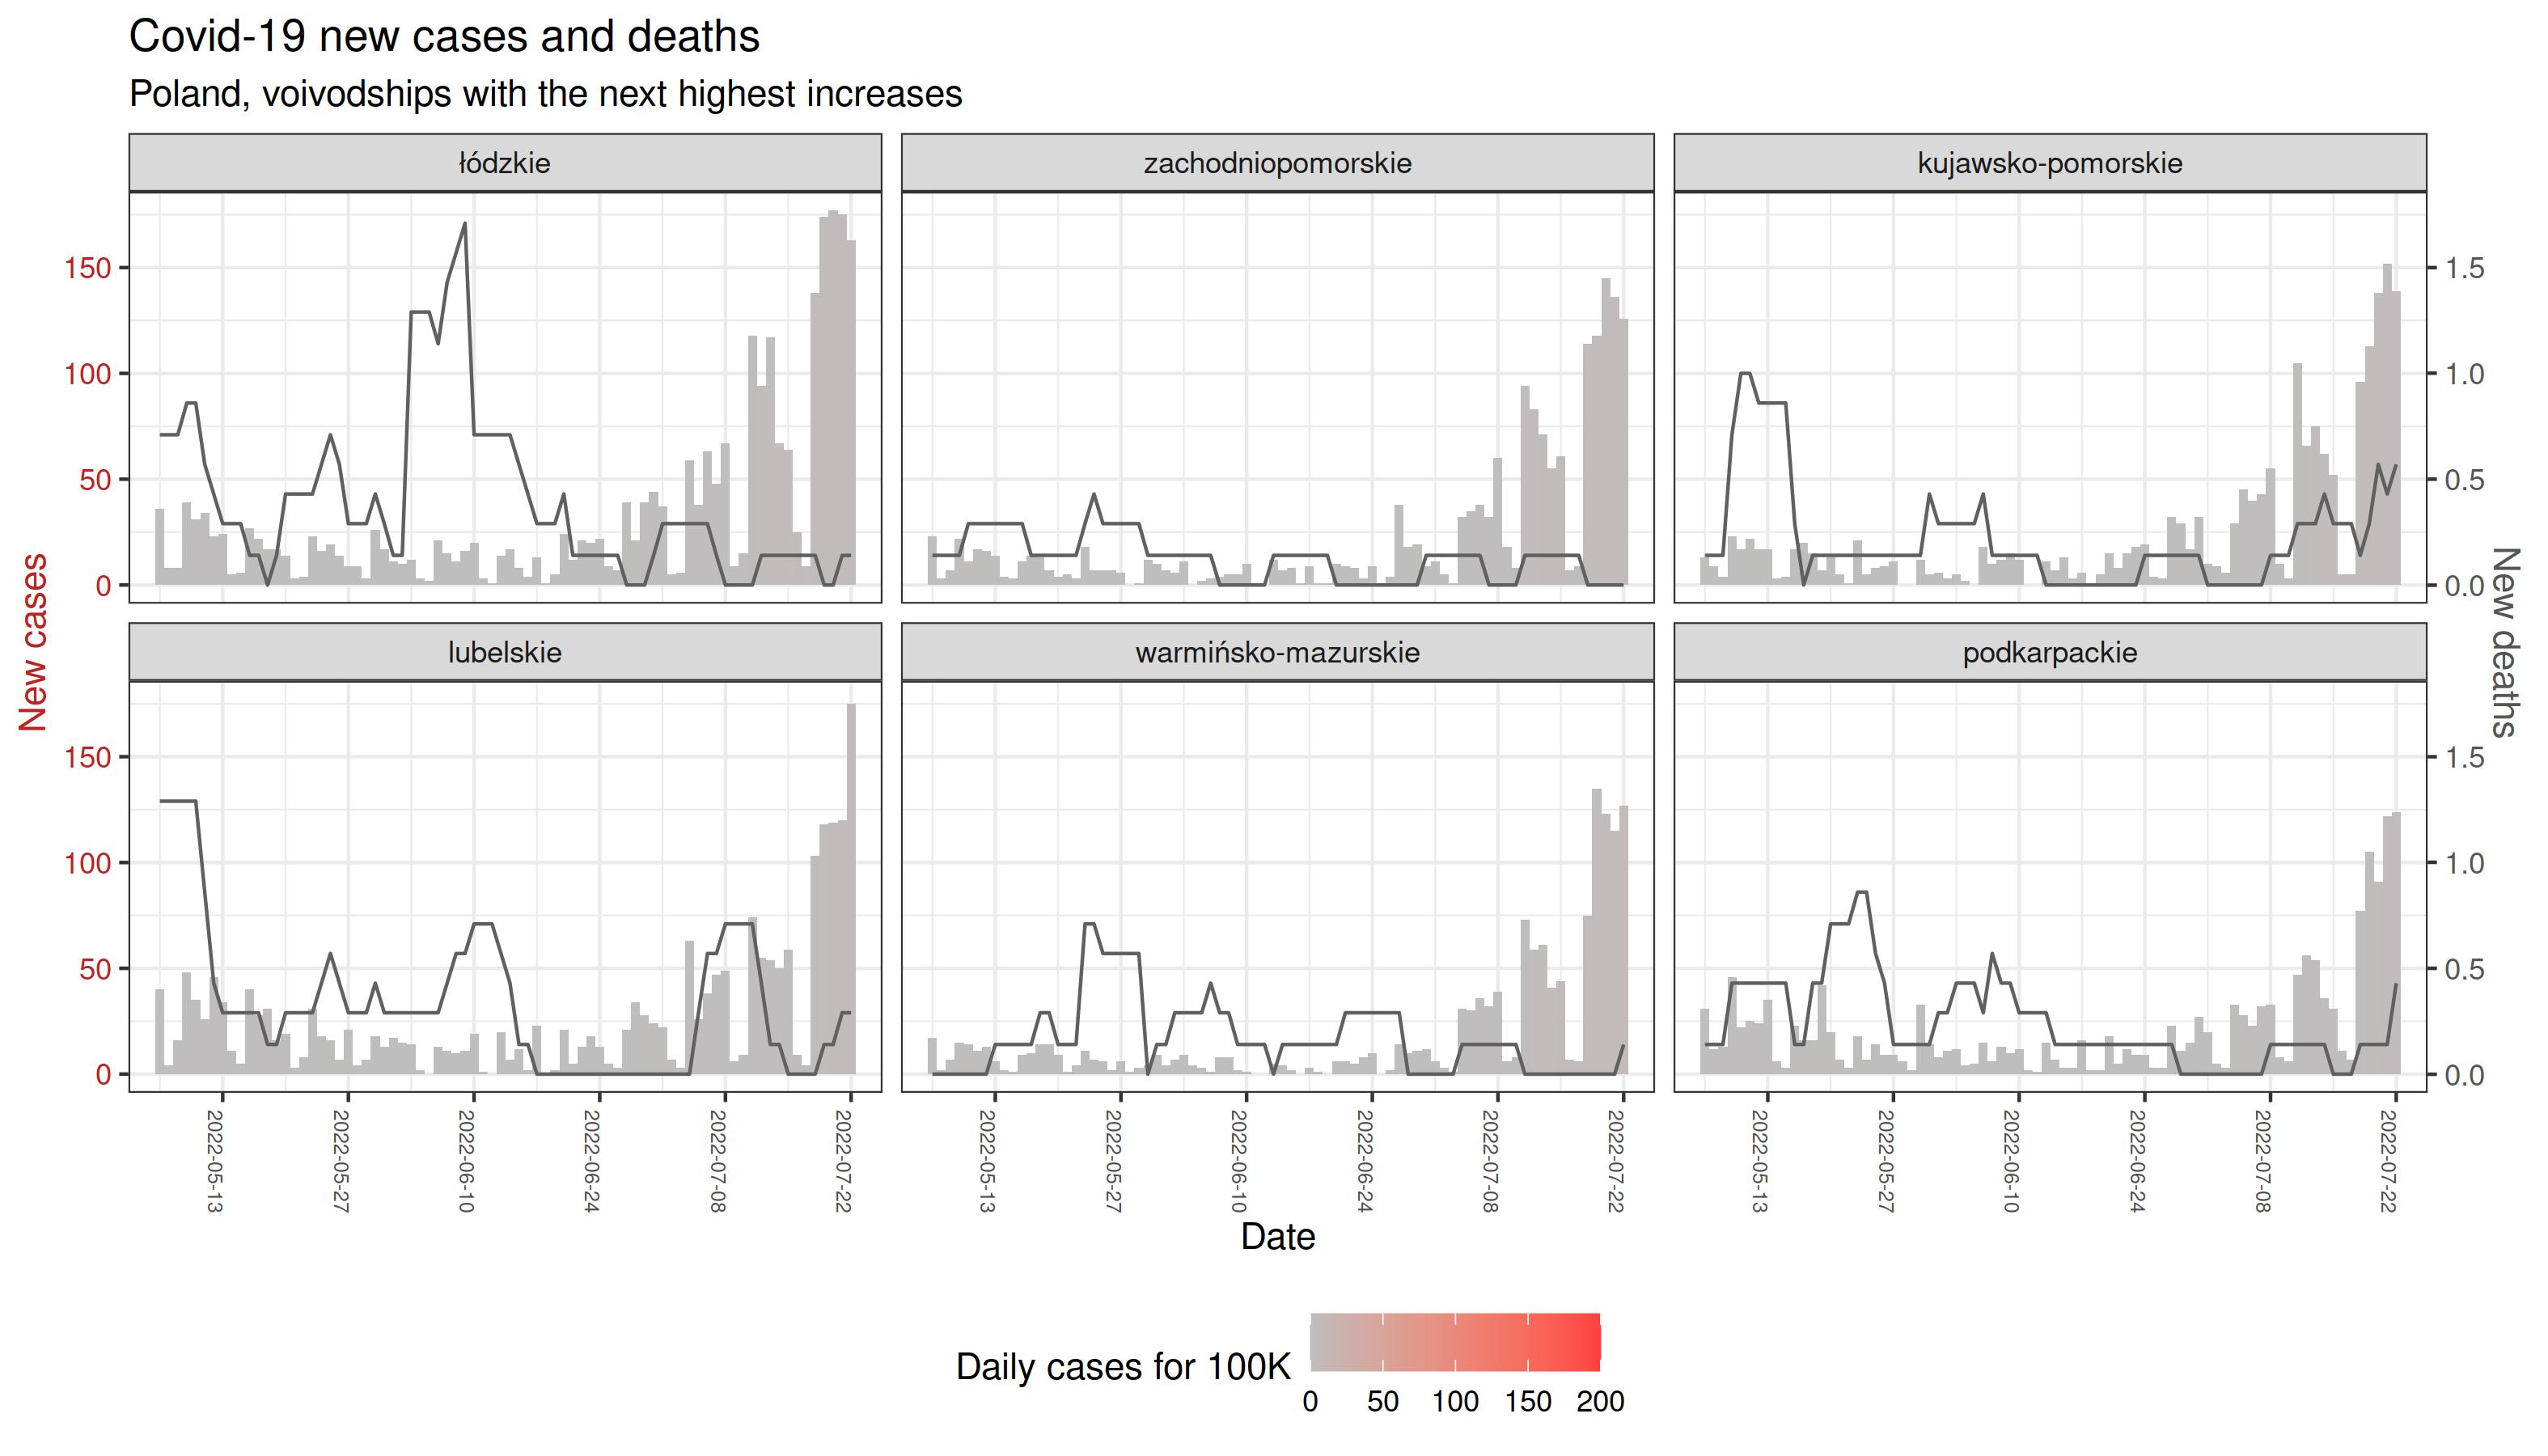 Covid-19 new cases and deaths
Poland, voivodships with the next highest increases
łódzkie
zachodniopomorskie
kujawsko-pomorskie
150
100
50
0
1.5
1.0
0.5
0.0
New cases
New deaths
lubelskie
warmińsko-mazurskie
podkarpackie
150
100
50
0
1.5
1.0
0.5
0.0
2022-05-13
2022-05-27
2022-06-10
2022-06-24
2022-07-08
2022-07-22
2022-05-13
2022-05-27
2022-06-10
2022-06-24
2022-07-08
2022-07-22
2022-05-13
2022-05-27
2022-06-10
2022-06-24
2022-07-08
2022-07-22
Date
Daily cases for 100K
0 50 100 150 200